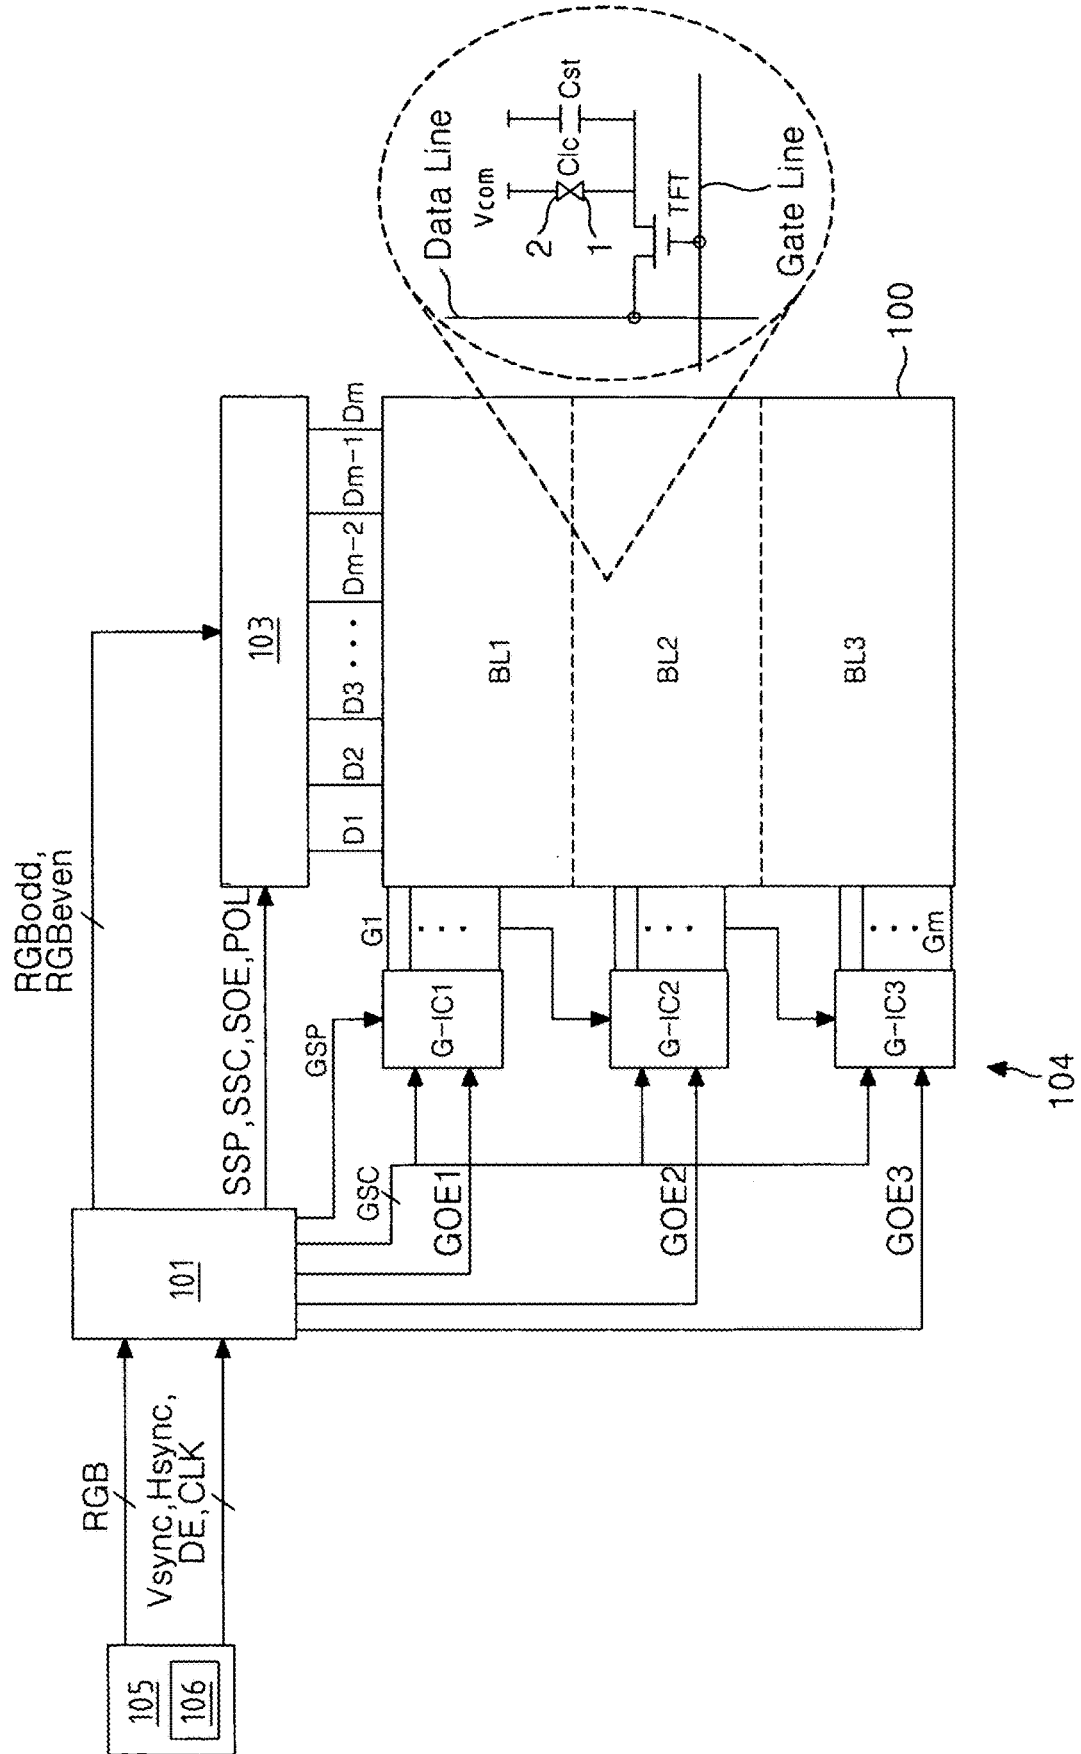 105
106
RGB
Vsync,Hsync,
DE,CLK
101
RGBodd,
RGBeven
SSP,SSC,SOE,POL
GSP
GSC
GOE1
GOE2
GOE3
103
D1 D2 D3 • • • Dm-2 Dm-1 Dm
G1
• • •
G-IC1
• • •
G-IC2
• • •
Gm
G-IC3
104
BL1
BL2
BL3
100
Data Line
Vcom
2
Clc
Cst
1
TFT
Gate Line